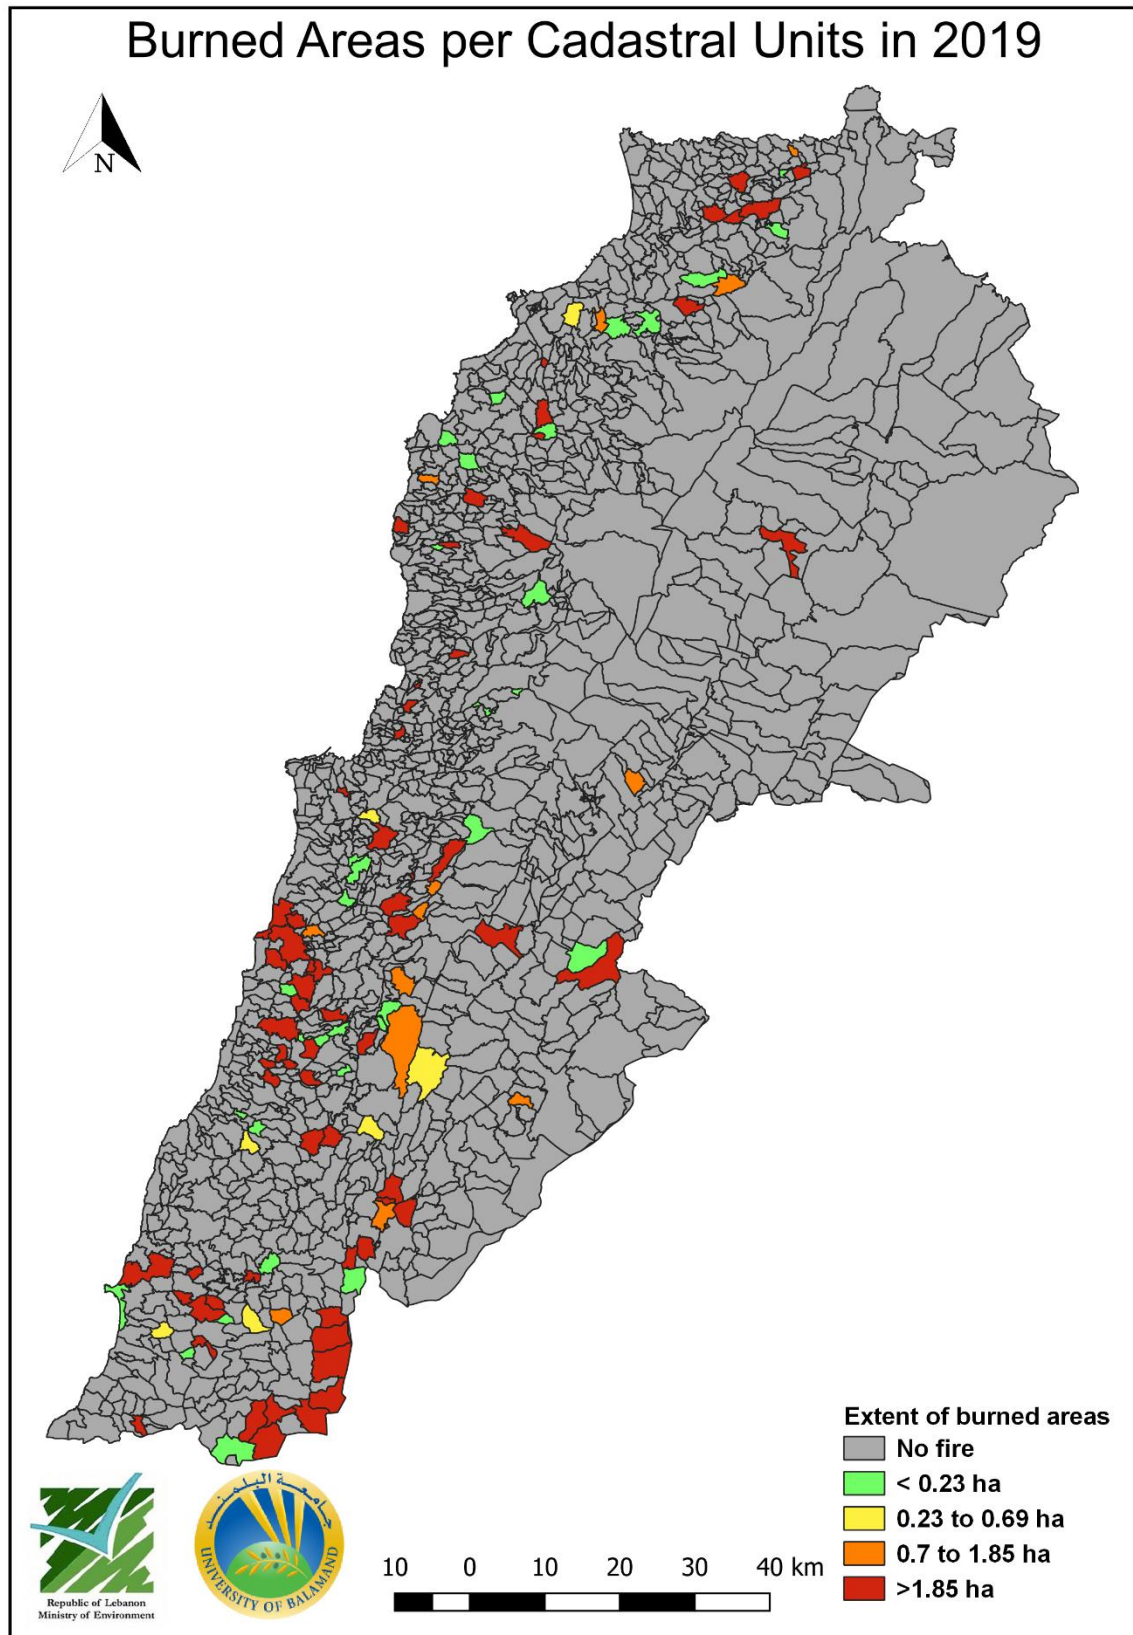 Burned Areas per Cadastral Units in 2019
N
Extent of burned areas
No fire
< 0.23 ha
0.23 to 0.69 ha
0.7 to 1.85 ha
>1.85 ha
Republic of Lebanon
Ministry of Environment
جامعة البلمند
UNIVERSITY OF BALAMAND
10 0 10 20 30 40 km